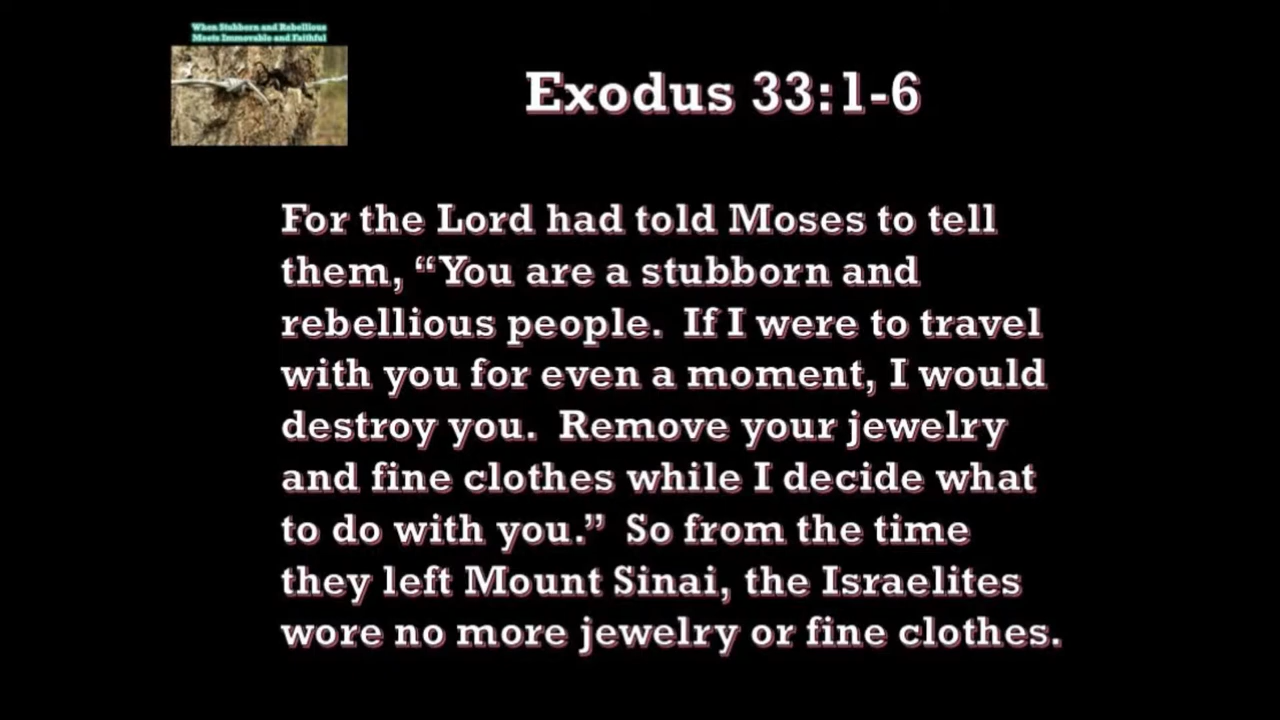 When Stubborn and Rebellious
Meets Immovable and Faithful
Exodus 33:1-6
For the Lord had told Moses to tell
them, “You are a stubborn and
rebellious people.  If I were to travel
with you for even a moment, I would
destroy you.  Remove your jewelry
and fine clothes while I decide what
to do with you.”  So from the time
they left Mount Sinai, the Israelites
wore no more jewelry or fine clothes.